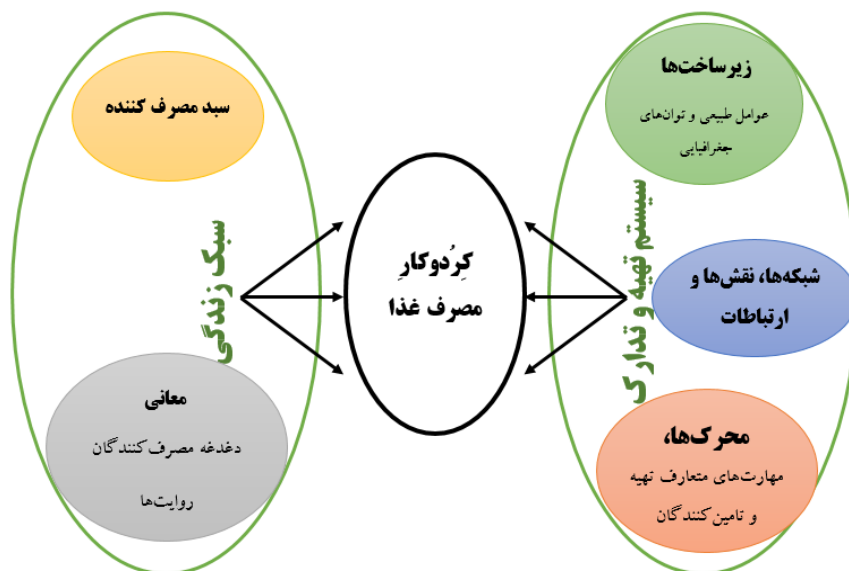 زیرساخت‌ها
عوامل طبیعی و توان‌های
جغرافیایی
سیستم تهیه و تدارک
شبکه‌ها، نقش‌ها و
ارتباطات
محرک‌ها،
مهارت‌های متعارف تهیه
و تامین‌کنندگان
کِردوکارِ
مصرف غذا
سبک زندگی
سبد مصرف کننده
معانی
دغدغه مصرف‌کنندگان
روایت‌ها